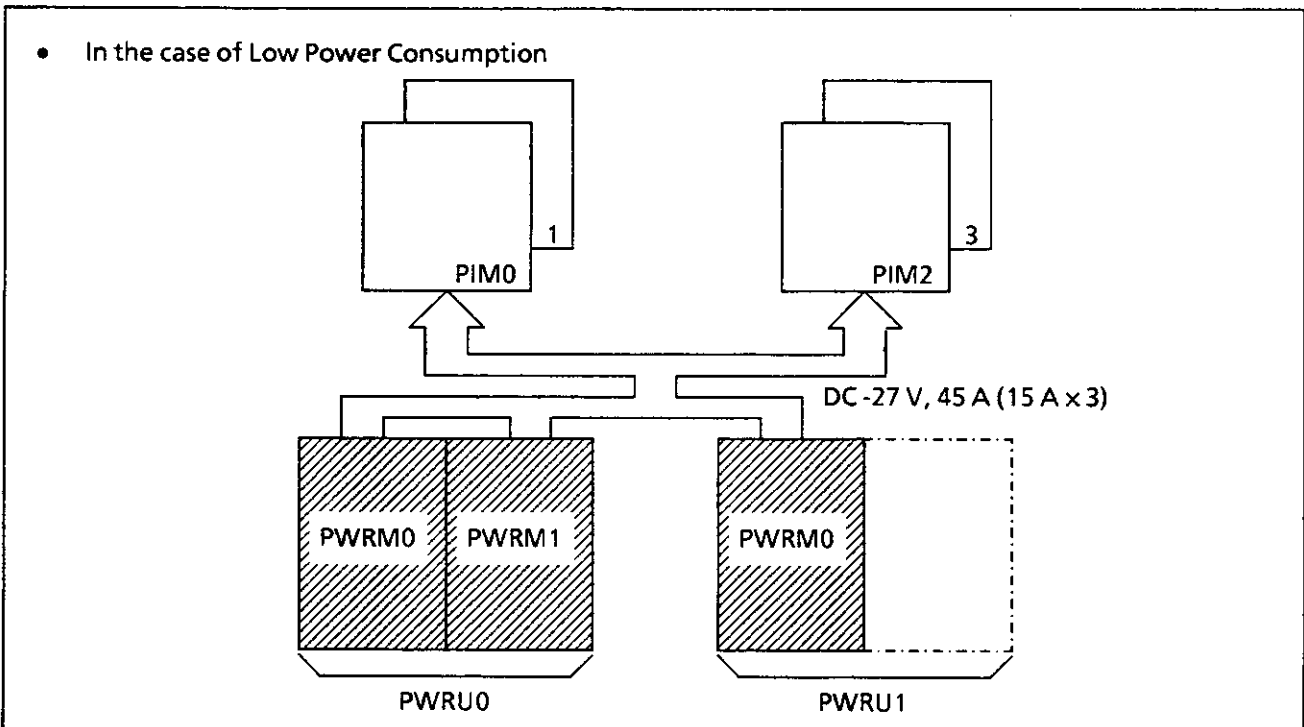 • In the case of Low Power Consumption
1
PIM0
3
PIM2
DC -27 V, 45 A (15 A x 3)
PWRM0
PWRM1
PWRM0
PWRU0
PWRU1